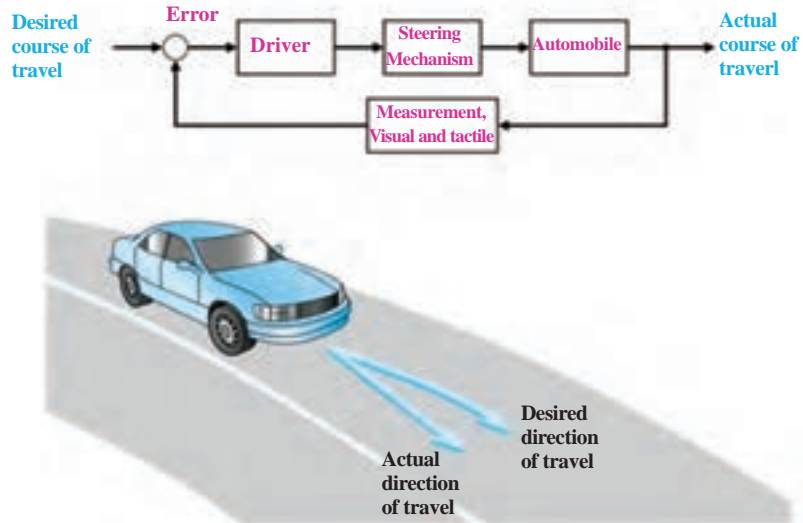 Desired
course of
travel
Error
Driver
Steering
Mechanism
Automobile
Actual
course of
traverl
Measurement,
Visual and tactile
Desired
direction
of travel
Actual
direction
of travel